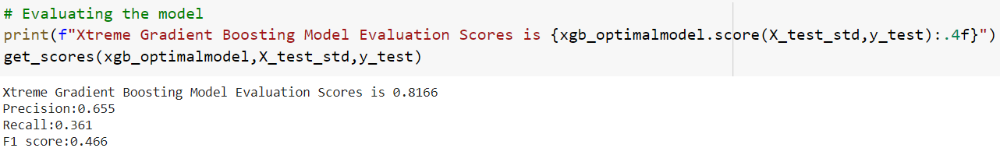 # Evaluating the model
print(f"Xtreme Gradient Boosting Model Evaluation Scores is {xgb_optimalmodel.score(X_test_std,y_test):.4f}")
get_scores(xgb_optimalmodel,X_test_std,y_test)
Xtreme Gradient Boosting Model Evaluation Scores is 0.8166
Precision:0.655
Recall:0.361
F1 score:0.466